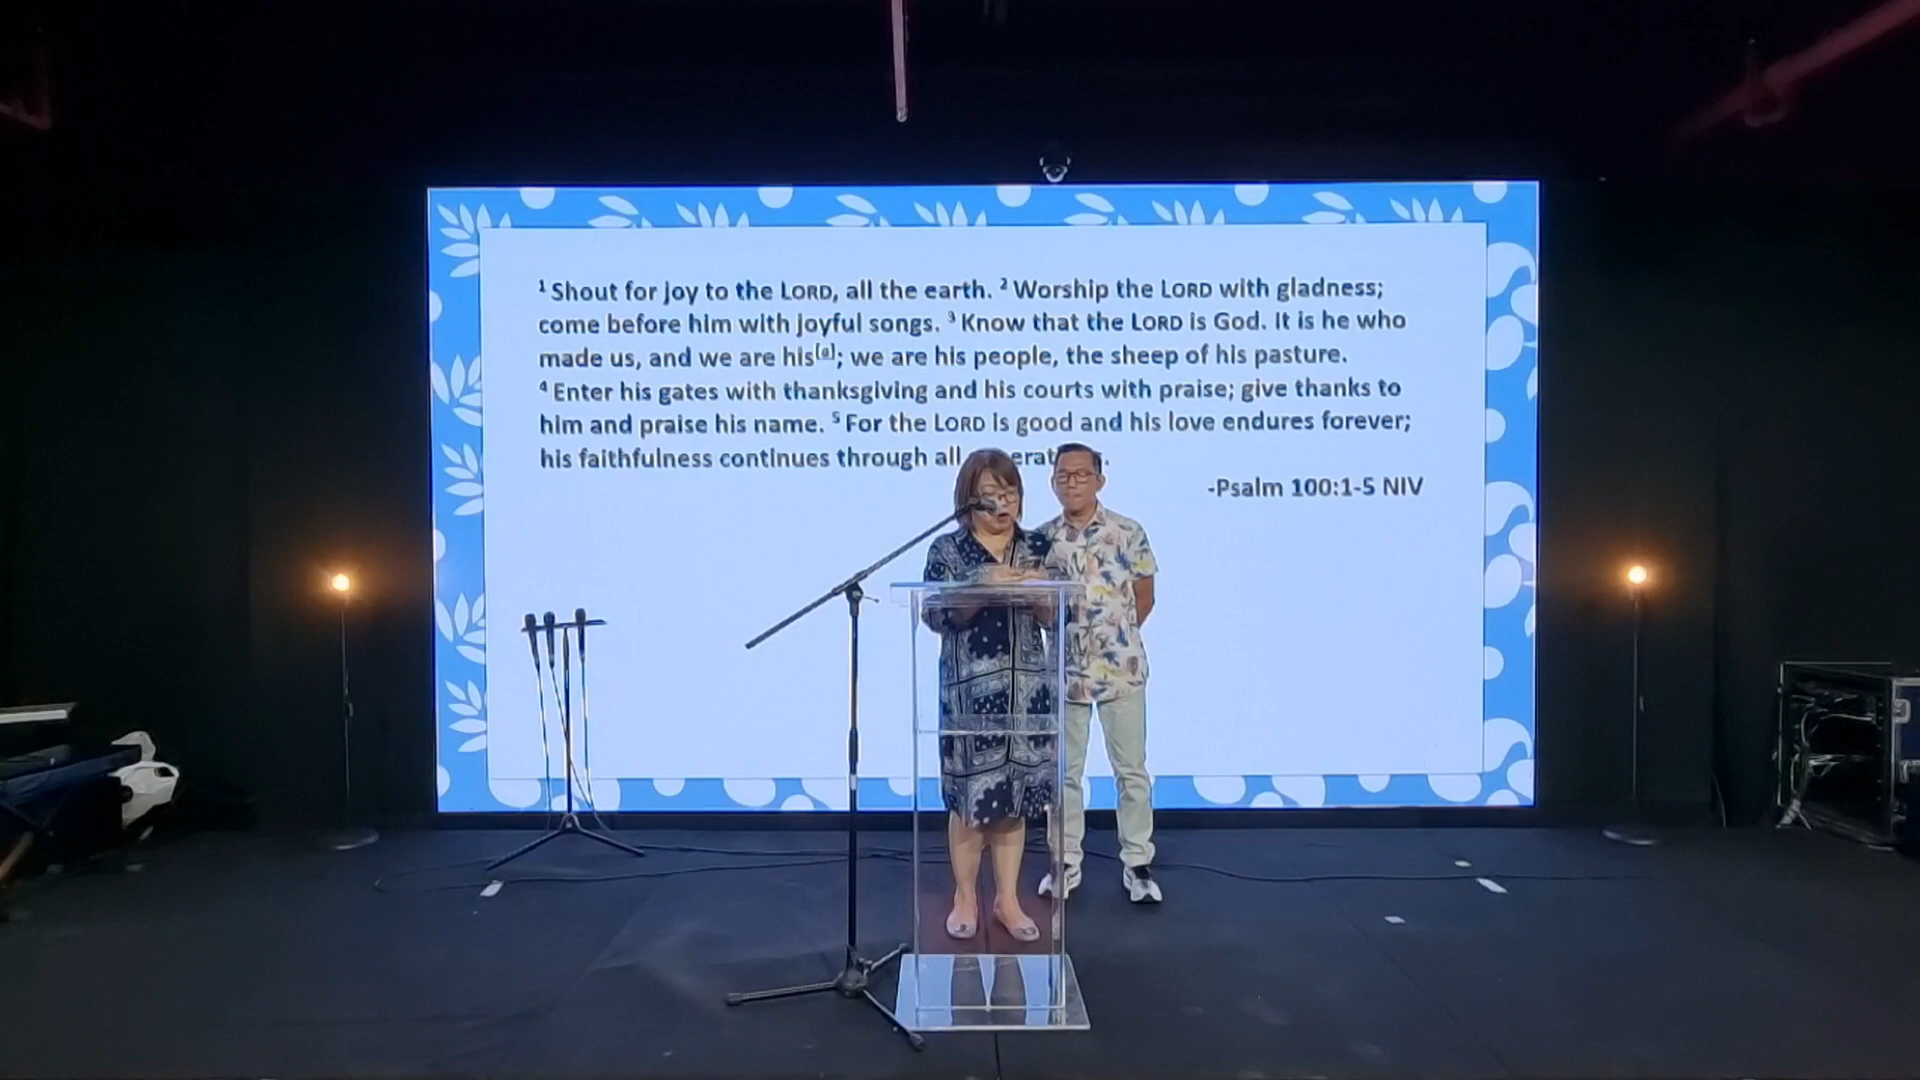 ¹ Shout for joy to the LORD, all the earth. ² Worship the LORD with gladness;
come before him with joyful songs. ³ Know that the LORD is God. It is he who
made us, and we are his[a]; we are his people, the sheep of his pasture.
⁴ Enter his gates with thanksgiving and his courts with praise; give thanks to
him and praise his name. ⁵ For the LORD is good and his love endures forever;
his faithfulness continues through all
-Psalm 100:1-5 NIV